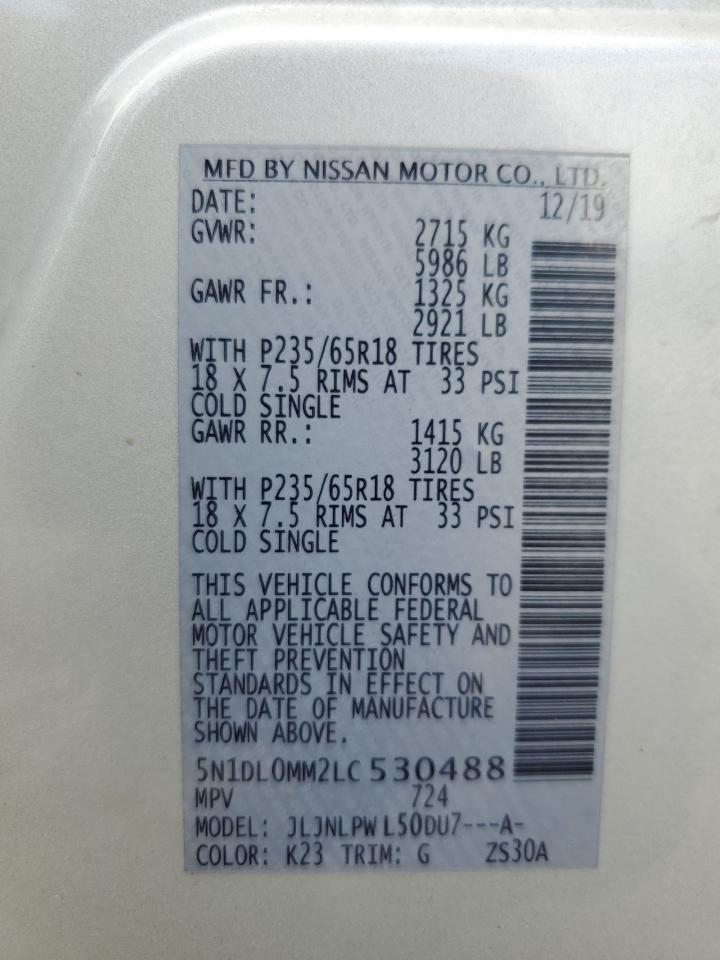 MFD BY NISSAN MOTOR CO., LTD.
DATE: 12/19
GVWR: 2715 KG
5986 LB
GAWR FR.: 1325 KG
2921 LB
WITH P235/65R18 TIRES
18 X 7.5 RIMS AT 33 PSI
COLD SINGLE
GAWR RR.: 1415 KG
3120 LB
WITH P235/65R18 TIRES
18 X 7.5 RIMS AT 33 PSI
COLD SINGLE
THIS VEHICLE CONFORMS TO
ALL APPLICABLE FEDERAL
MOTOR VEHICLE SAFETY AND
THEFT PREVENTION
STANDARDS IN EFFECT ON
THE DATE OF MANUFACTURE
SHOWN ABOVE.
5N1DL0MM2LC530488
MPV 724
MODEL: JLJNLPW L50DU7---A-
COLOR: K23 TRIM: G ZS30A